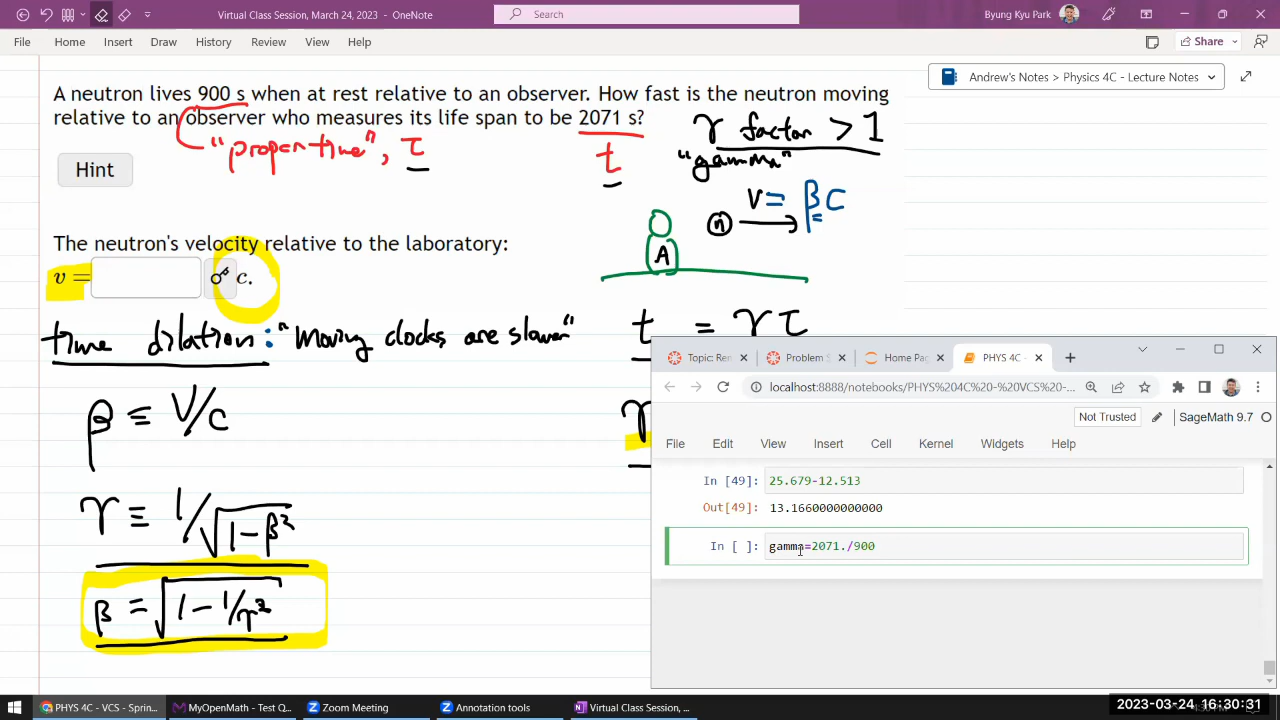 Virtual Class Session, March 24, 2023 - OneNote
Search
Byung Kyu Park
File Home Insert Draw History Review View Help
Share
Andrew's Notes » Physics 4C - Lecture Notes
A neutron lives 900 s when at rest relative to an observer. How fast is the neutron moving
relative to an observer who measures its life span to be 2071 s?
"proper time", τ
t
γ factor > 1
"gamma"
Hint
n
v = βc
A
The neutron's velocity relative to the laboratory:
v =
c.
time dilation: "Moving clocks are slower"
t = γτ
β ≡ v/c
γ
γ ≡ 1/√1-β²
β = √1-1/γ²
Topic: Rer
Problem S
Home Pa
PHYS 4C -
localhost:8888/notebooks/PHYS%204C%20-%20VCS%20-...
Not Trusted
SageMath 9.7
File Edit View Insert Cell Kernel Widgets Help
In [49]: 25.679-12.513
Out[49]: 13.1660000000000
In [ ]: gamma=2071./900
PHYS 4C - VCS - Sprin...
MyOpenMath - Test Q...
Zoom Meeting
Annotation tools
Virtual Class Session, ...
2023-03-24 16:30:31